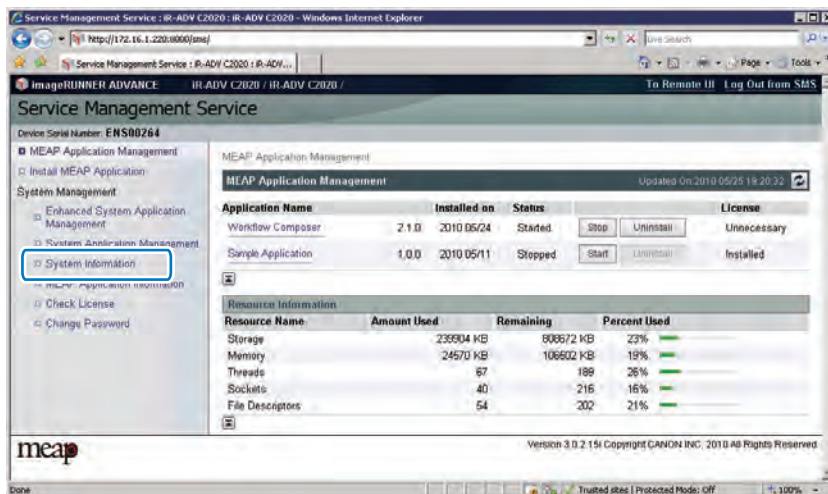 Service Management Service : iR-ADV C2020 : iR-ADV C2020 - Windows Internet Explorer
http://172.16.1.220:8000/sms/
Live Search
Service Management Service : iR-ADV C2020 : iR-ADV...
Page Tools
imageRUNNER ADVANCE iR-ADV C2020 / iR-ADV C2020 /
To Remote UI Log Out from SMS
Service Management Service
Device Serial Number: ENS00264
MEAP Application Management
Install MEAP Application
System Management
Enhanced System Application
Management
System Application Management
System Information
MEAP Application Information
Check License
Change Password
MEAP Application Management
MEAP Application Management Updated On:2010 05/25 19:20:32
Application Name Installed on Status License
Workflow Composer 2.1.0 2010 05/24 Started Stop Uninstall Unnecessary
Sample Application 1.0.0 2010 05/11 Stopped Start Uninstall Installed
Resource Information
Resource Name Amount Used Remaining Percent Used
Storage 239904 KB 808672 KB 23%
Memory 24570 KB 106502 KB 19%
Threads 67 189 26%
Sockets 40 216 16%
File Descriptors 54 202 21%
meap
Version 3.0.2.15i Copyright CANON INC. 2010 All Rights Reserved
Done
Trusted sites | Protected Mode: Off
100%